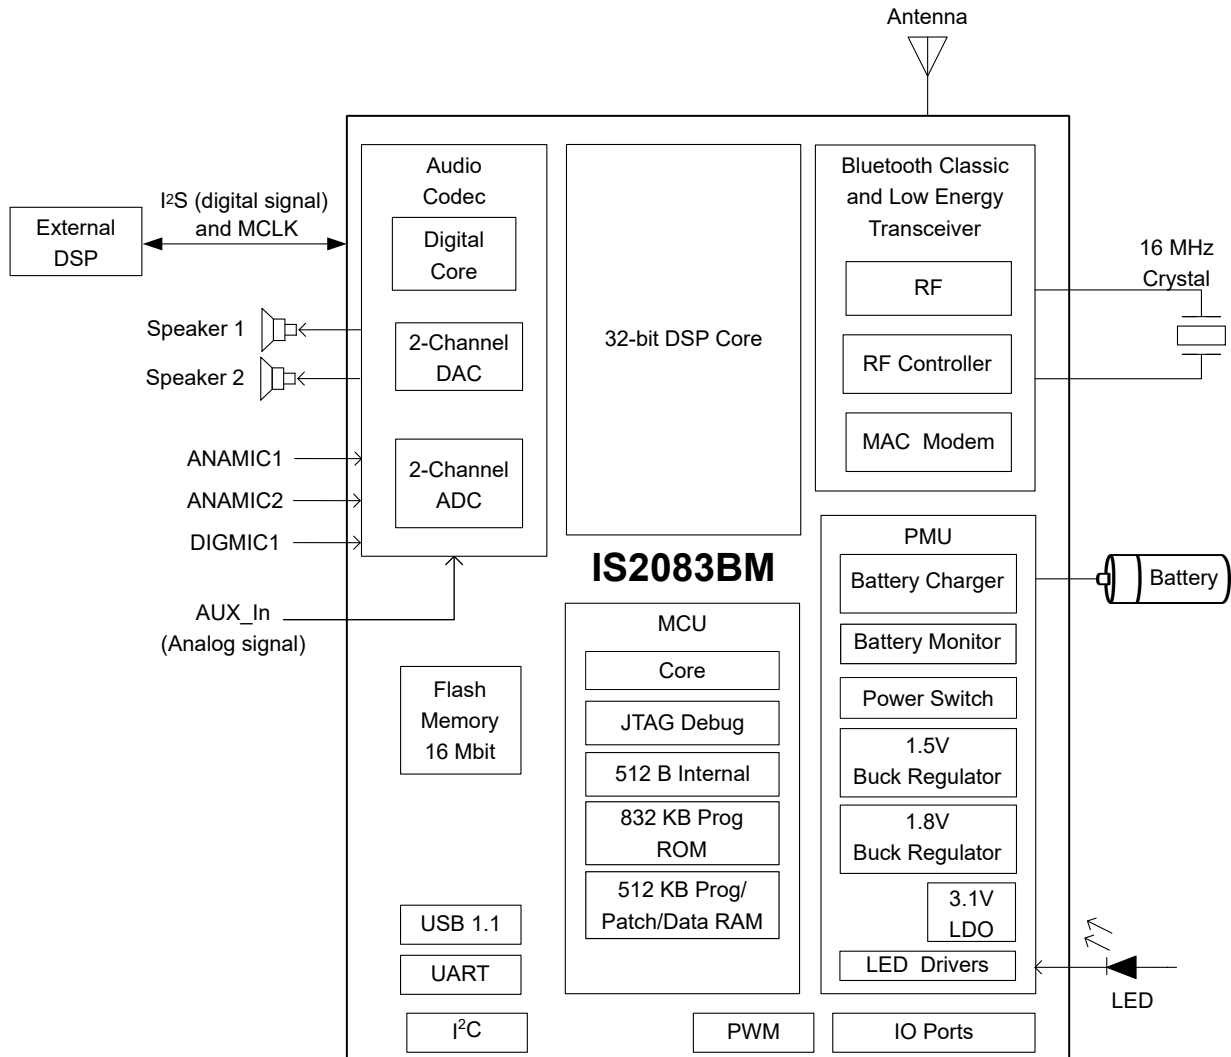 Antenna
Audio
Codec
Digital
Core
2-Channel
DAC
2-Channel
ADC
I2S (digital signal)
and MCLK
External
DSP
Speaker 1
Speaker 2
ANAMIC1
ANAMIC2
DIGMIC1
AUX_In
(Analog signal)
32-bit DSP Core
Bluetooth Classic
and Low Energy
Transceiver
RF
RF Controller
MAC Modem
16 MHz
Crystal
IS2083BM
PMU
Battery Charger
Battery Monitor
Power Switch
1.5V
Buck Regulator
1.8V
Buck Regulator
3.1V
LDO
LED Drivers
Battery
LED
MCU
Core
JTAG Debug
512 B Internal
832 KB Prog
ROM
512 KB Prog/
Patch/Data RAM
Flash
Memory
16 Mbit
USB 1.1
UART
I2C
PWM
IO Ports